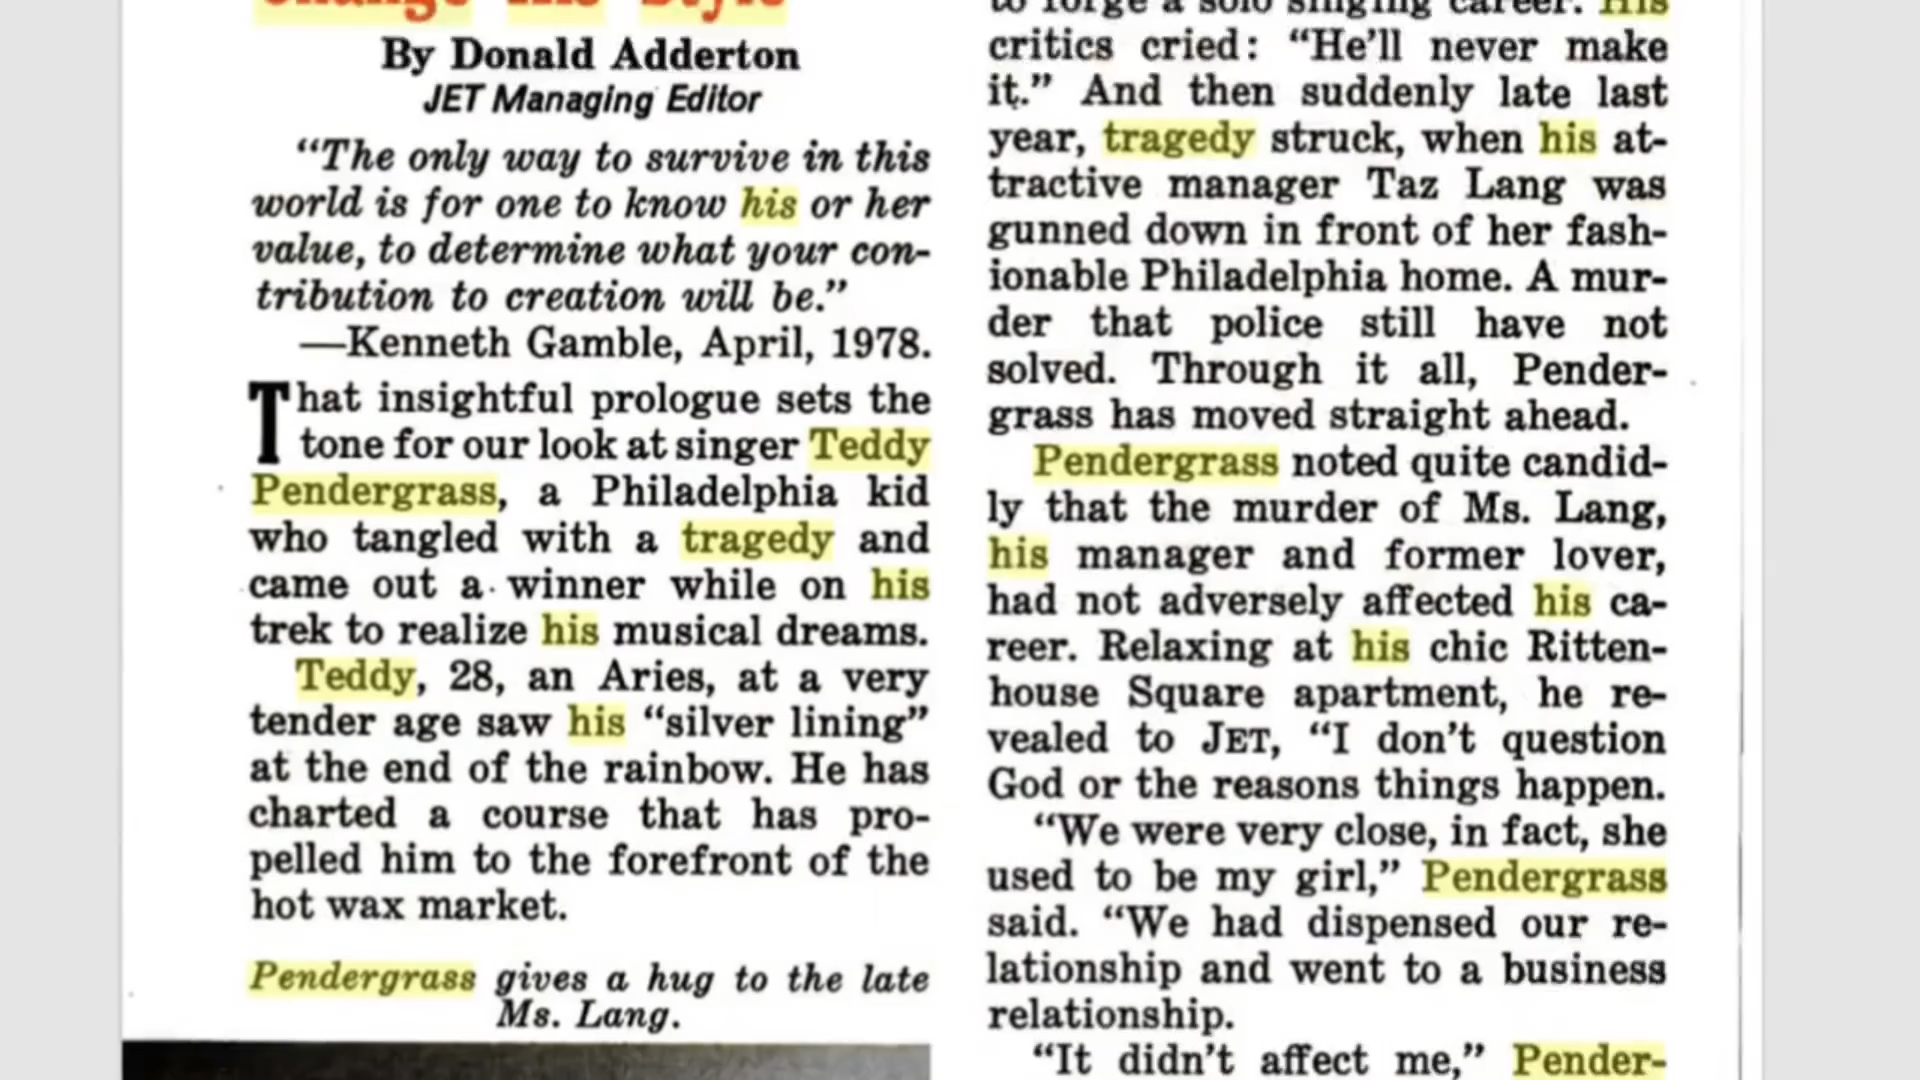 Change His Style
By Donald Adderton
JET Managing Editor
“The only way to survive in this
world is for one to know his or her
value, to determine what your con-
tribution to creation will be.”
—Kenneth Gamble, April, 1978.
That insightful prologue sets the
tone for our look at singer Teddy
Pendergrass, a Philadelphia kid
who tangled with a tragedy and
came out a winner while on his
trek to realize his musical dreams.
Teddy, 28, an Aries, at a very
tender age saw his “silver lining”
at the end of the rainbow. He has
charted a course that has pro-
pelled him to the forefront of the
hot wax market.
Pendergrass gives a hug to the late
Ms. Lang.
to forge a solo singing career. His
critics cried: “He’ll never make
it.” And then suddenly late last
year, tragedy struck, when his at-
tractive manager Taz Lang was
gunned down in front of her fash-
ionable Philadelphia home. A mur-
der that police still have not
solved. Through it all, Pender-
grass has moved straight ahead.
Pendergrass noted quite candid-
ly that the murder of Ms. Lang,
his manager and former lover,
had not adversely affected his ca-
reer. Relaxing at his chic Ritten-
house Square apartment, he re-
vealed to JET, “I don’t question
God or the reasons things happen.
“We were very close, in fact, she
used to be my girl,” Pendergrass
said. “We had dispensed our re-
lationship and went to a business
relationship.
“It didn’t affect me,” Pender-